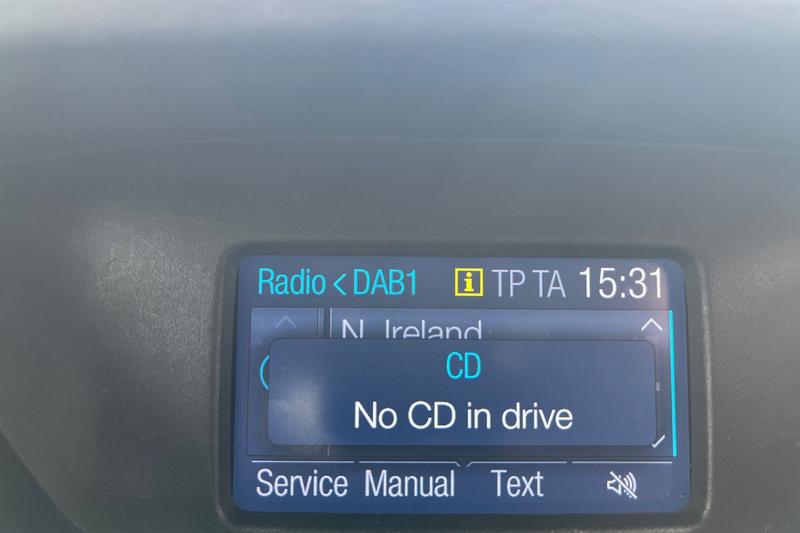 Radio < DAB1 i TP TA 15:31
N. Ireland
CD
No CD in drive
Service Manual Text